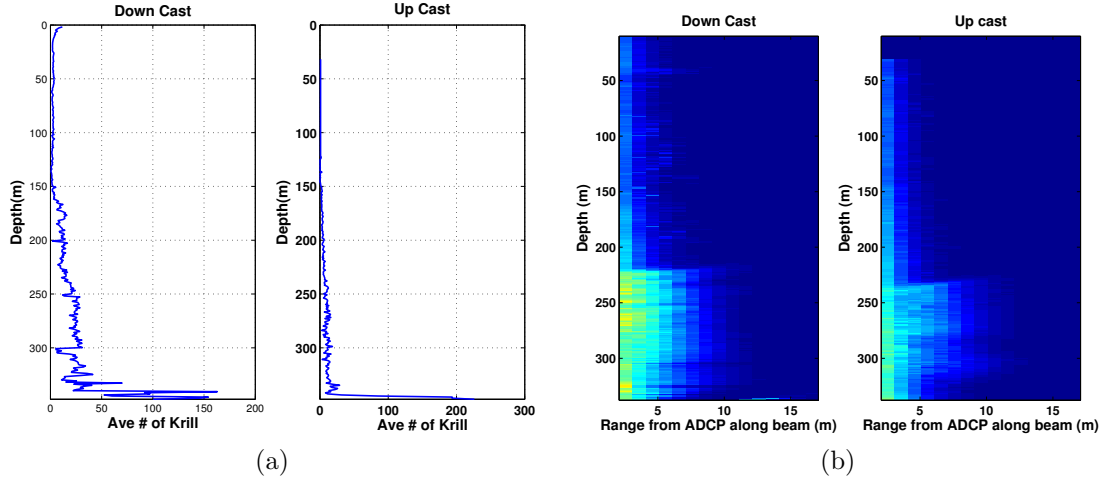 Down Cast
0
50
100
150
200
250
300
Depth(m)
0 50 100 150 200
Ave # of Krill
Up Cast
0
50
100
150
200
250
300
Depth(m)
0 100 200 300
Ave # of Krill
(a)
Down Cast
50
100
150
200
250
300
Depth (m)
5 10 15
Range from ADCP along beam (m)
Up cast
50
100
150
200
250
300
Depth (m)
5 10 15
Range from ADCP along beam (m)
(b)